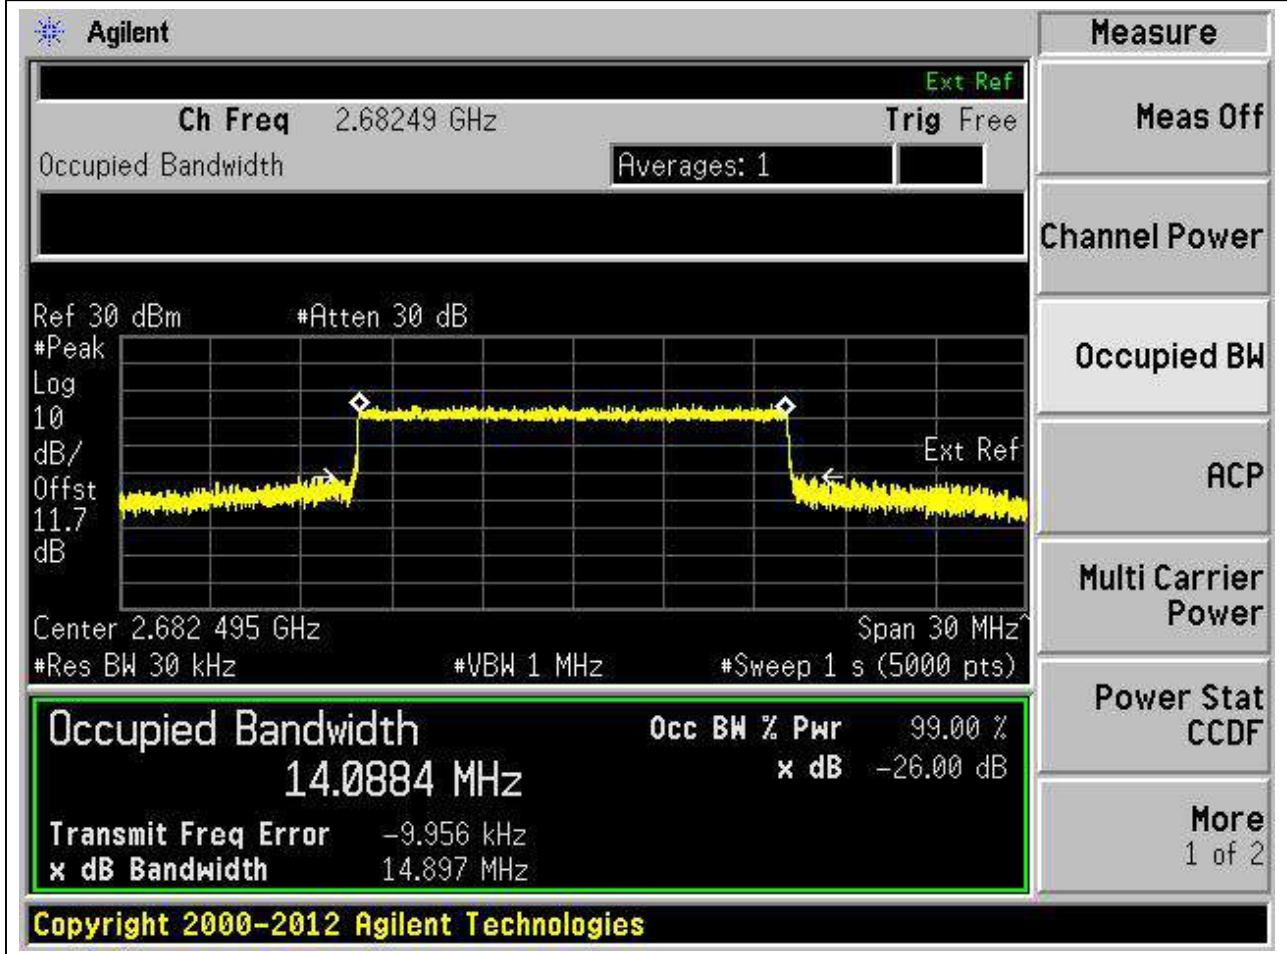 Agilent
Measure
Ext Ref
Ch Freq 2.68249 GHz Trig Free
Meas Off
Occupied Bandwidth Averages: 1
Channel Power
Ref 30 dBm #Atten 30 dB
#Peak
Log
10
dB/
Offst
11.7
dB
Ext Ref
Occupied BW
ACP
Center 2.682 495 GHz Span 30 MHz^
#Res BW 30 kHz #VBW 1 MHz #Sweep 1 s (5000 pts)
Multi Carrier
Power
Occupied Bandwidth Occ BW % Pwr 99.00 %
14.0884 MHz x dB -26.00 dB
Transmit Freq Error -9.956 kHz
x dB Bandwidth 14.897 MHz
Power Stat
CCDF
More
1 of 2
Copyright 2000-2012 Agilent Technologies